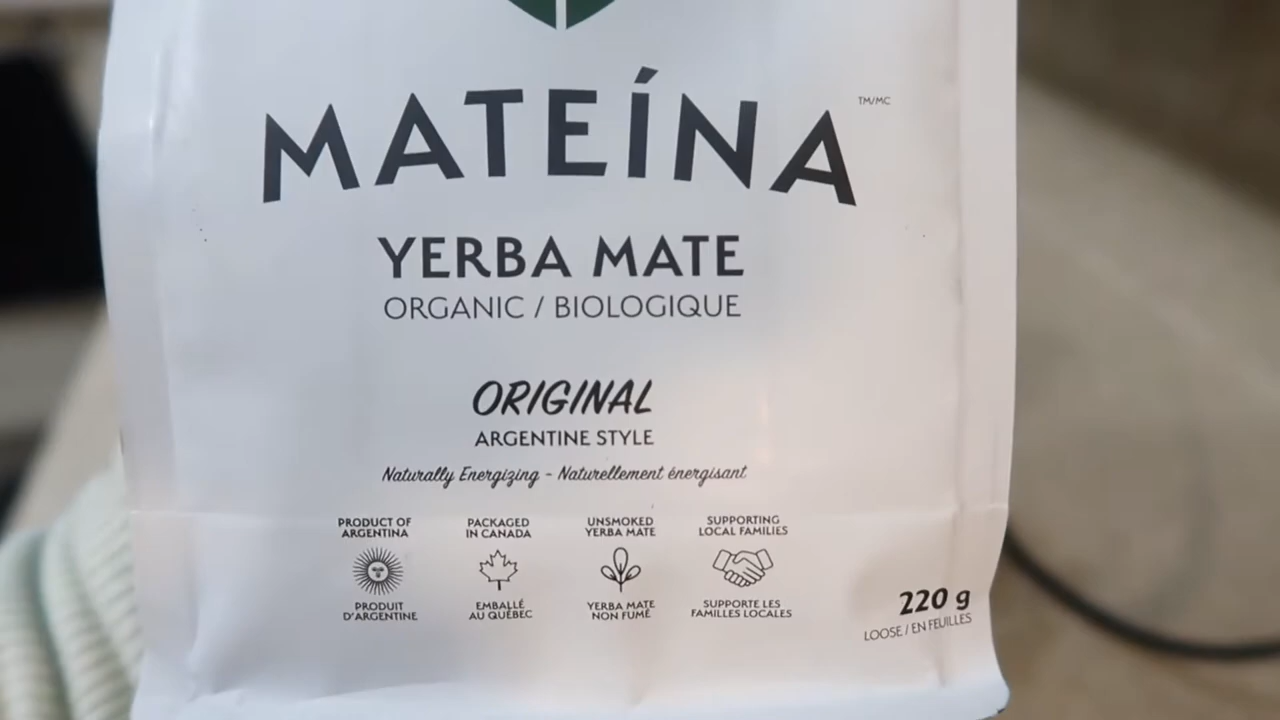 MATEÍNA
TM/MC
YERBA MATE
ORGANIC / BIOLOGIQUE
ORIGINAL
ARGENTINE STYLE
Naturally Energizing - Naturellement énergisant
PRODUCT OF
ARGENTINA
PRODUIT
D'ARGENTINE
PACKAGED
IN CANADA
EMBALLÉ
AU QUÉBEC
UNSMOKED
YERBA MATE
YERBA MATE
NON FUMÉ
SUPPORTING
LOCAL FAMILIES
SUPPORTE LES
FAMILLES LOCALES
220 g
LOOSE / EN FEUILLES